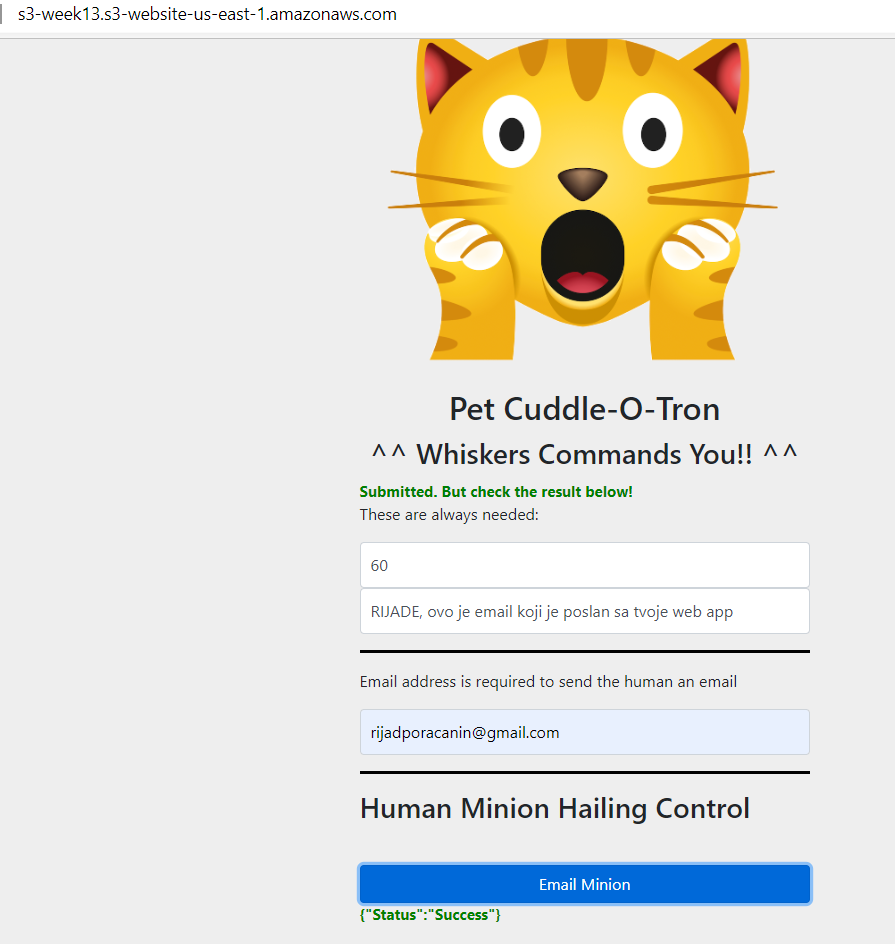 s3-week13.s3-website-us-east-1.amazonaws.com
Pet Cuddle-O-Tron
^ ^ Whiskers Commands You!! ^ ^
Submitted. But check the result below!
These are always needed:
60
RIJADE, ovo je email koji je poslan sa tvoje web app
Email address is required to send the human an email
rijadporacanin@gmail.com
Human Minion Hailing Control
Email Minion
{"Status":"Success"}